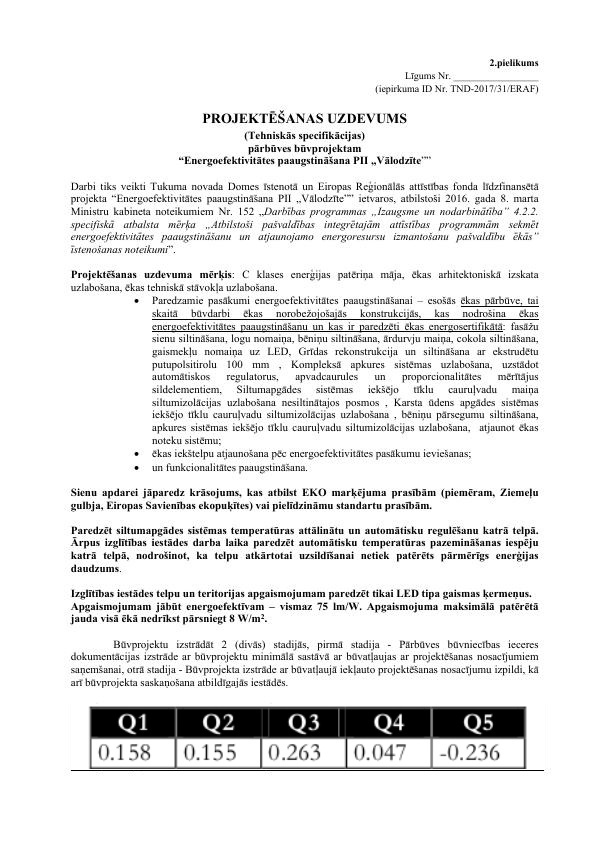 2.pielikums
Līgums Nr. _________________
(iepirkuma ID Nr. TND-2017/31/ERAF)
PROJEKTĒŠANAS UZDEVUMS
(Tehniskās specifikācijas)
pārbūves būvprojektam
“Energoefektivitātes paaugstināšana PII „Vālodzīte””
Darbi tiks veikti Tukuma novada Domes īstenotā un Eiropas Reģionālās attīstības fonda līdzfinansētā
projekta “Energoefektivitātes paaugstināšana PII „Vālodzīte”” ietvaros, atbilstoši 2016. gada 8. marta
Ministru kabineta noteikumiem Nr. 152 „Darbības programmas „Izaugsme un nodarbinātība” 4.2.2.
specifiskā atbalsta mērķa „Atbilstoši pašvaldības integrētajām attīstības programmām sekmēt
energoefektivitātes paaugstināšanu un atjaunojamo energoresursu izmantošanu pašvaldību ēkās”
īstenošanas noteikumi”.
Projektēšanas uzdevuma mērķis: C klases enerģijas patēriņa māja, ēkas arhitektoniskā izskata
uzlabošana, ēkas tehniskā stāvokļa uzlabošana.
• Paredzamie pasākumi energoefektivitātes paaugstināšanai – esošās ēkas pārbūve, tai
skaitā būvdarbi ēkas norobežojošajās konstrukcijās, kas nodrošina ēkas
energoefektivitātes paaugstināšanu un kas ir paredzēti ēkas energosertifikātā: fasāžu
sienu siltināšana, logu nomaiņa, bēniņu siltināšana, ārdurvju maiņa, cokola siltināšana,
gaismekļu nomaiņa uz LED, Grīdas rekonstrukcija un siltināšana ar ekstrudētu
putupolsitirolu 100 mm , Kompleksā apkures sistēmas uzlabošana, uzstādot
automātiskos regulatorus, apvadcaurules un proporcionalitātes mērītājus
sildelementiem, Siltumapgādes sistēmas iekšējo tīklu cauruļvadu maiņa
siltumizolācijas uzlabošana nesiltinātajos posmos , Karsta ūdens apgādes sistēmas
iekšējo tīklu cauruļvadu siltumizolācijas uzlabošana , bēniņu pārsegumu siltināšana,
apkures sistēmas iekšējo tīklu cauruļvadu siltumizolācijas uzlabošana, atjaunot ēkas
noteku sistēmu;
• ēkas iekštelpu atjaunošana pēc energoefektivitātes pasākumu ieviešanas;
• un funkcionalitātes paaugstināšana.
Sienu apdarei jāparedz krāsojums, kas atbilst EKO marķējuma prasībām (piemēram, Ziemeļu
gulbja, Eiropas Savienības ekopuķītes) vai pielīdzināmu standartu prasībām.
Paredzēt siltumapgādes sistēmas temperatūras attālinātu un automātisku regulēšanu katrā telpā.
Ārpus izglītības iestādes darba laika paredzēt automātisku temperatūras pazemināšanas iespēju
katrā telpā, nodrošinot, ka telpu atkārtotai uzsildīšanai netiek patērēts pārmērīgs enerģijas
daudzums.
Izglītības iestādes telpu un teritorijas apgaismojumam paredzēt tikai LED tipa gaismas ķermeņus.
Apgaismojumam jābūt energoefektīvam – vismaz 75 lm/W. Apgaismojuma maksimālā patērētā
jauda visā ēkā nedrīkst pārsniegt 8 W/m².
Būvprojektu izstrādāt 2 (divās) stadijās, pirmā stadija - Pārbūves būvniecības ieceres
dokumentācijas izstrāde ar būvprojektu minimālā sastāvā ar būvatļaujas ar projektēšanas nosacījumiem
saņemšanai, otrā stadija - Būvprojekta izstrāde ar būvatļaujā iekļauto projektēšanas nosacījumu izpildi, kā
arī būvprojekta saskaņošana atbildīgajās iestādēs.
Q1 Q2 Q3 Q4 Q5
0.158 0.155 0.263 0.047 -0.236